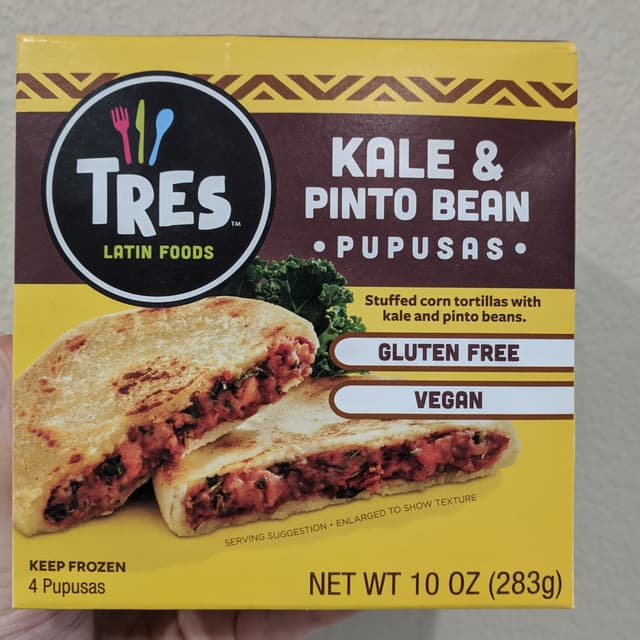 TRES™
LATIN FOODS
KALE &
PINTO BEAN
•PUPUSAS•
Stuffed corn tortillas with
kale and pinto beans.
GLUTEN FREE
VEGAN
SERVING SUGGESTION • ENLARGED TO SHOW TEXTURE
KEEP FROZEN
4 Pupusas
NET WT 10 OZ (283g)